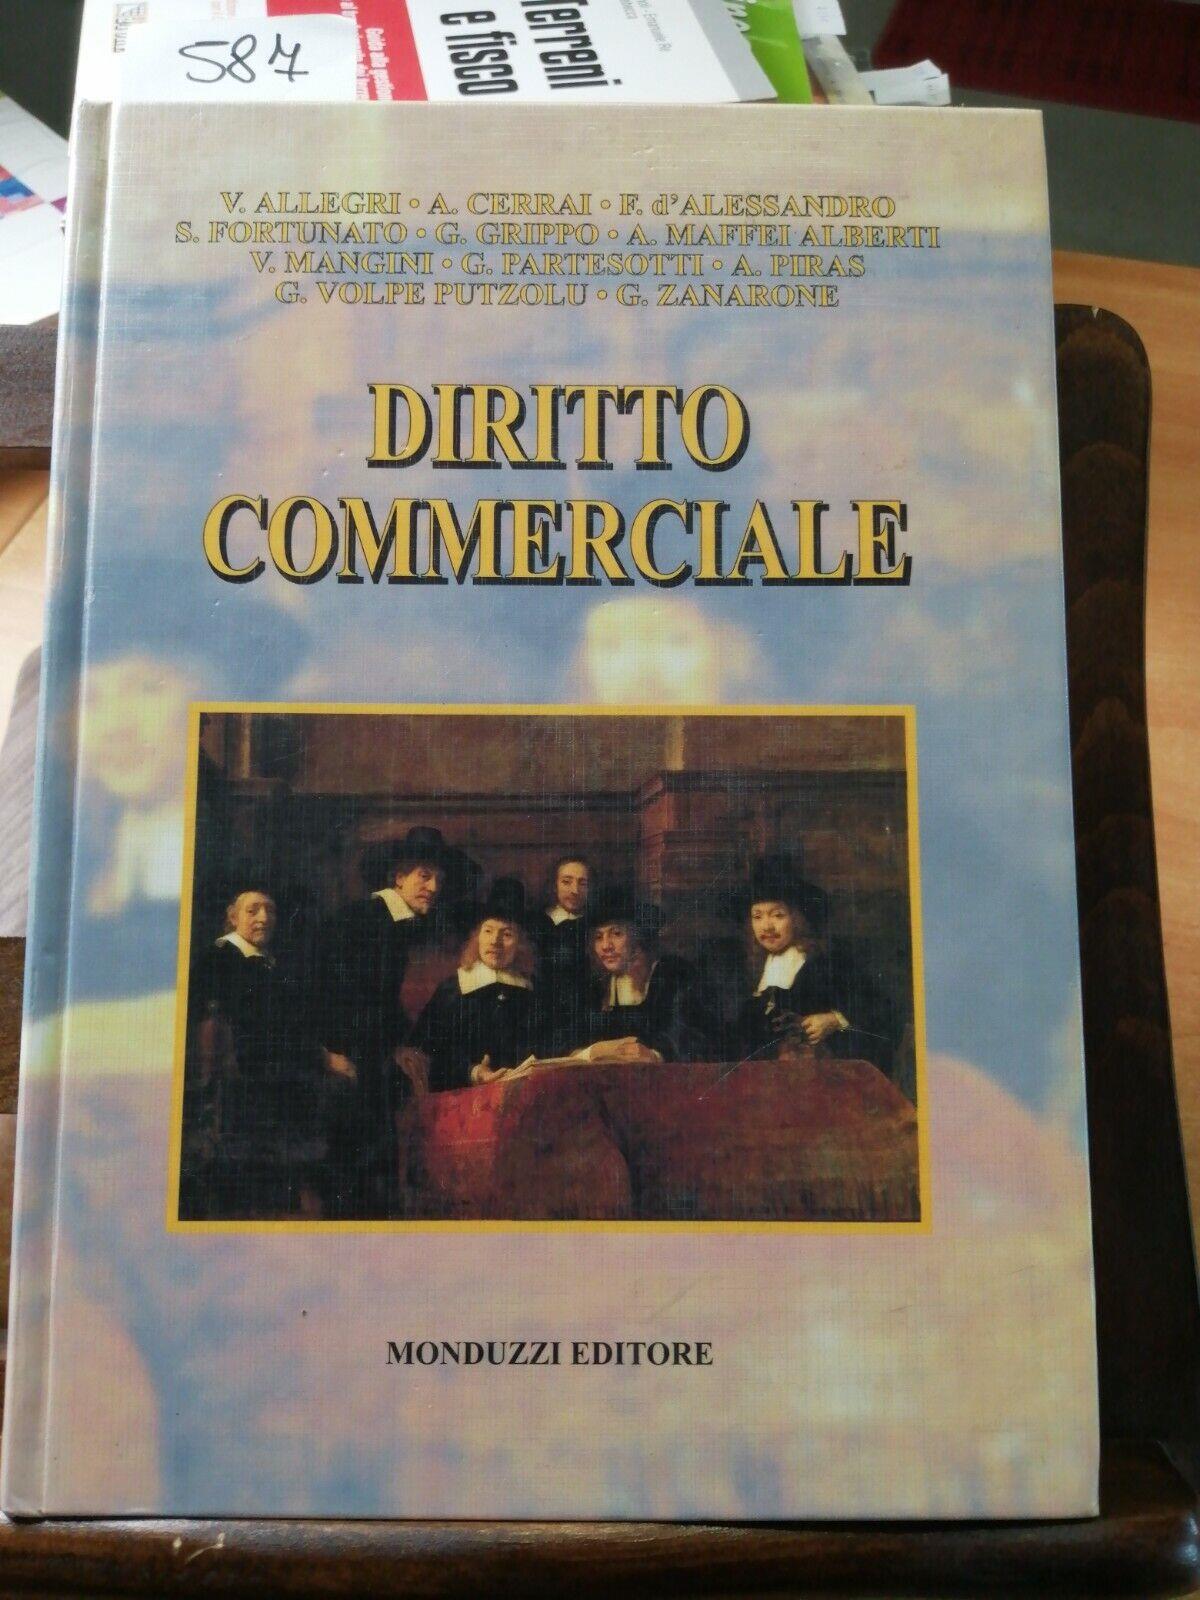 587
Terreni
e fisco
V. ALLEGRI • A. CERRAI • F. d'ALESSANDRO
S. FORTUNATO • G. GRIPPO • A. MAFFEI ALBERTI
V. MANGINI • G. PARTESOTTI • A. PIRAS
G. VOLPE PUTZOLU • G. ZANARONE
DIRITTO
COMMERCIALE
MONDUZZI EDITORE